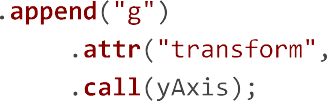 .append("g")
.attr("transform",
.call(yAxis);